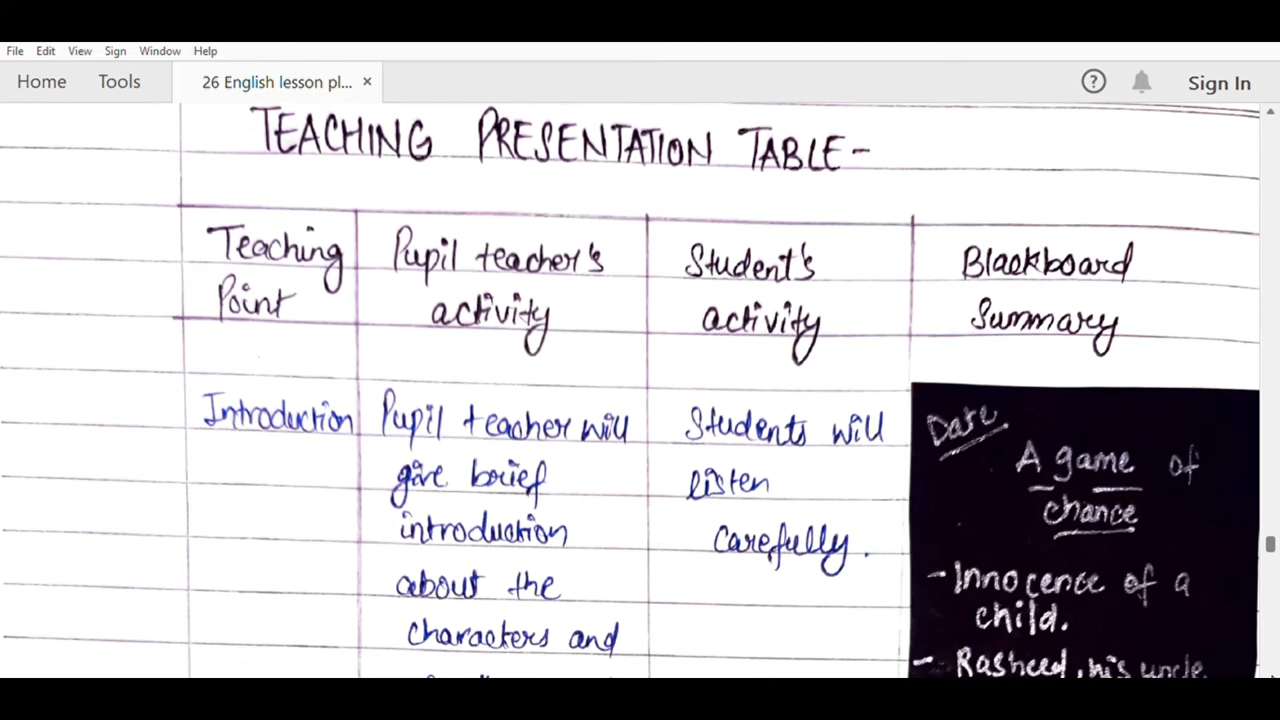 File Edit View Sign Window Help
Home Tools 26 English lesson pl... × ? Sign In
TEACHING PRESENTATION TABLE-
Teaching
Point
Pupil teacher's
activity
Student's
activity
Blackboard
Summary
Introduction
Pupil teacher will
give brief
introduction
about the
characters and
Students will
listen
carefully.
Date
A game of
chance
- Innocence of a
child.
- Rasheed, his uncle